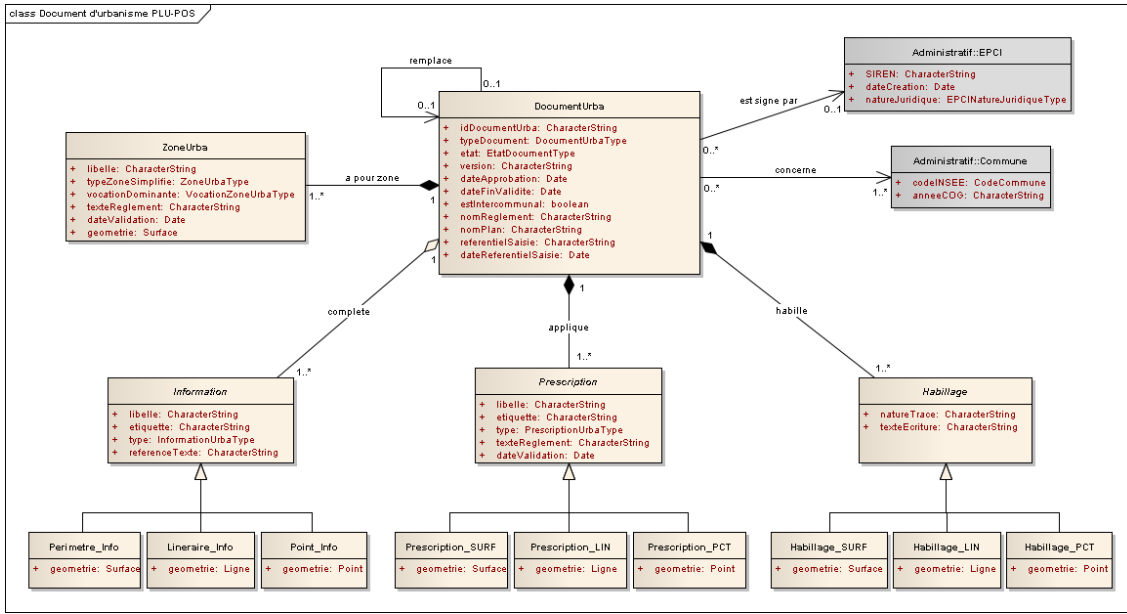 class Document d'urbanisme PLU-POS
remplace
0..1
0..1
DocumentUrba
+ idDocumentUrba: CharacterString
+ typeDocument: DocumentUrbaType
+ etat: EtatDocumentType
+ version: CharacterString
+ dateApprobation: Date
+ dateFinValidite: Date
+ estIntercommunal: boolean
+ nomReglement: CharacterString
+ nomPlan: CharacterString
+ referentielSaisie: CharacterString
+ dateReferentielSaisie: Date
Administratif::EPCI
+ SIREN: CharacterString
+ dateCreation: Date
+ natureJuridique: EPCINatureJuridiqueType
est signe par
0..1
0..*
Administratif::Commune
+ codeINSEE: CodeCommune
+ anneeCOG: CharacterString
concerne
0..*
1..*
ZoneUrba
+ libelle: CharacterString
+ typeZoneSimplifie: ZoneUrbaType
+ vocationDominante: VocationZoneUrbaType
+ texteReglement: CharacterString
+ dateValidation: Date
+ geometrie: Surface
a pour zone
1..*
1
1
complete
1..*
1
applique
1..*
1
habille
1..*
Information
+ libelle: CharacterString
+ etiquette: CharacterString
+ type: InformationUrbaType
+ referenceTexte: CharacterString
Prescription
+ libelle: CharacterString
+ etiquette: CharacterString
+ type: PrescriptionUrbaType
+ texteReglement: CharacterString
+ dateValidation: Date
Habillage
+ natureTrace: CharacterString
+ texteEcriture: CharacterString
Perimetre_Info
+ geometrie: Surface
Lineraire_Info
+ geometrie: Ligne
Point_Info
+ geometrie: Point
Prescription_SURF
+ geometrie: Surface
Prescription_LIN
+ geometrie: Ligne
Prescription_PCT
+ geometrie: Point
Habillage_SURF
+ geometrie: Surface
Habillage_LIN
+ geometrie: Ligne
Habillage_PCT
+ geometrie: Point